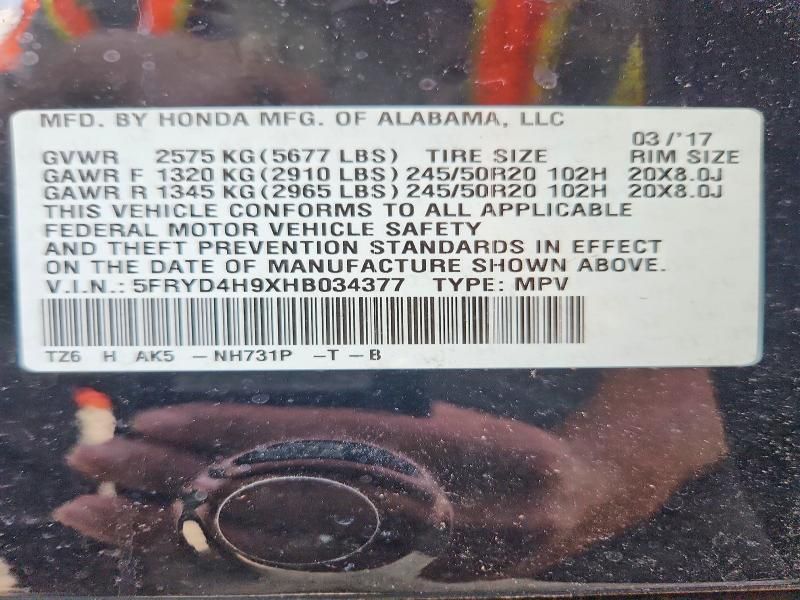 MFD. BY HONDA MFG. OF ALABAMA, LLC
03/'17
GVWR 2575 KG (5677 LBS) TIRE SIZE RIM SIZE
GAWR F 1320 KG (2910 LBS) 245/50R20 102H 20X8.0J
GAWR R 1345 KG (2965 LBS) 245/50R20 102H 20X8.0J
THIS VEHICLE CONFORMS TO ALL APPLICABLE
FEDERAL MOTOR VEHICLE SAFETY
AND THEFT PREVENTION STANDARDS IN EFFECT
ON THE DATE OF MANUFACTURE SHOWN ABOVE.
V.I.N.: 5FRYD4H9XHB034377 TYPE: MPV
TZ6 H AK5 - NH731P -T - B